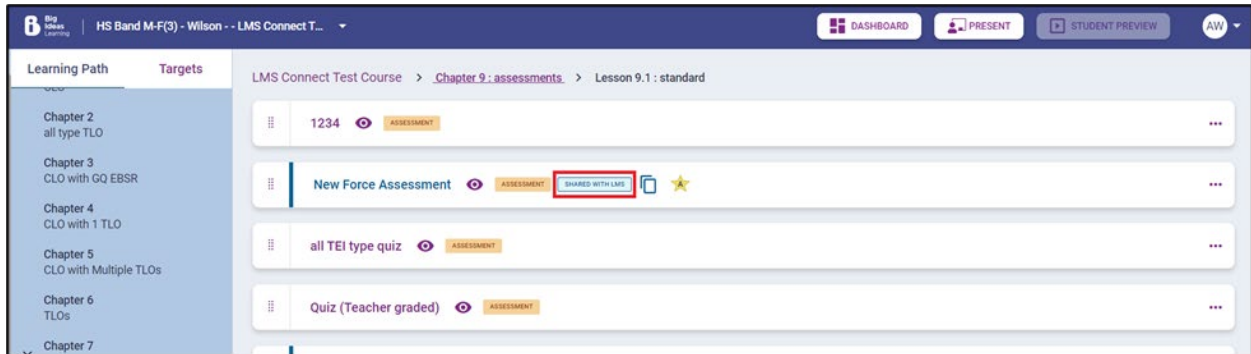 Big Ideas Learning
HS Band M-F(3) - Wilson - - LMS Connect T...
DASHBOARD
PRESENT
STUDENT PREVIEW
AW
Learning Path
Targets
CLO
Chapter 2
all type TLO
Chapter 3
CLO with GQ EBSR
Chapter 4
CLO with 1 TLO
Chapter 5
CLO with Multiple TLOs
Chapter 6
TLOs
Chapter 7
LMS Connect Test Course > Chapter 9 : assessments > Lesson 9.1 : standard
1234 ASSESSMENT
New Force Assessment ASSESSMENT SHARED WITH LMS A
all TEI type quiz ASSESSMENT
Quiz (Teacher graded) ASSESSMENT